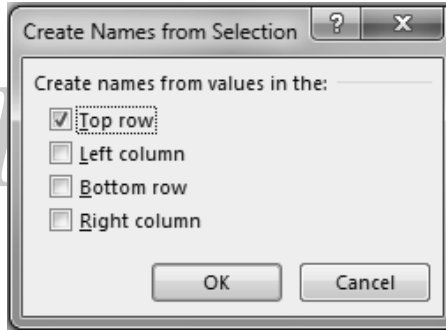 Create Names from Selection ? X
Create names from values in the:
Top row
Left column
Bottom row
Right column
OK Cancel